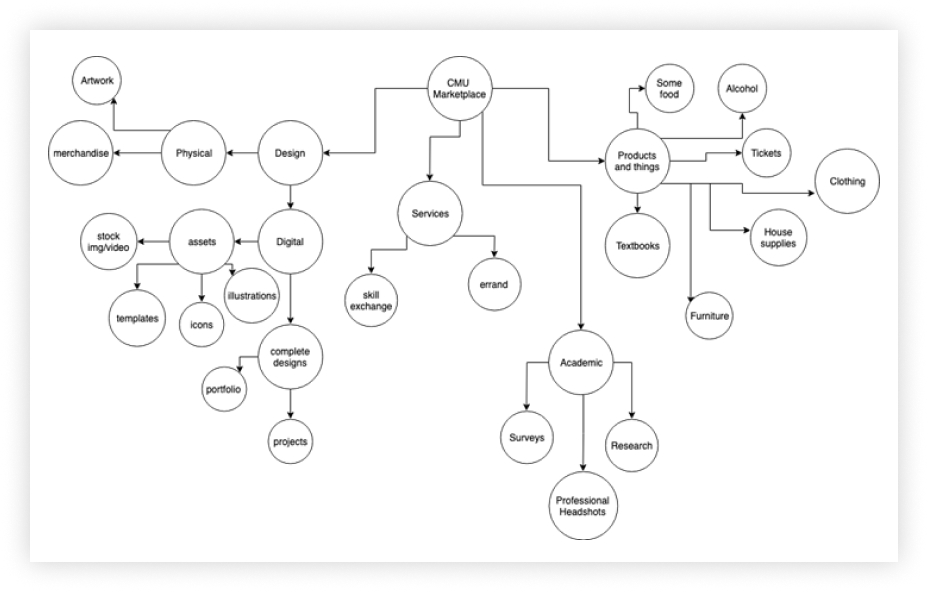 CMU
Marketplace
Artwork
merchandise
Physical
Design
Some
food
Alcohol
Products
and things
Tickets
Clothing
Services
stock
img/video
assets
Digital
Textbooks
House
supplies
skill
exchange
errand
templates
icons
illustrations
Furniture
complete
designs
portfolio
projects
Academic
Surveys
Research
Professional
Headshots